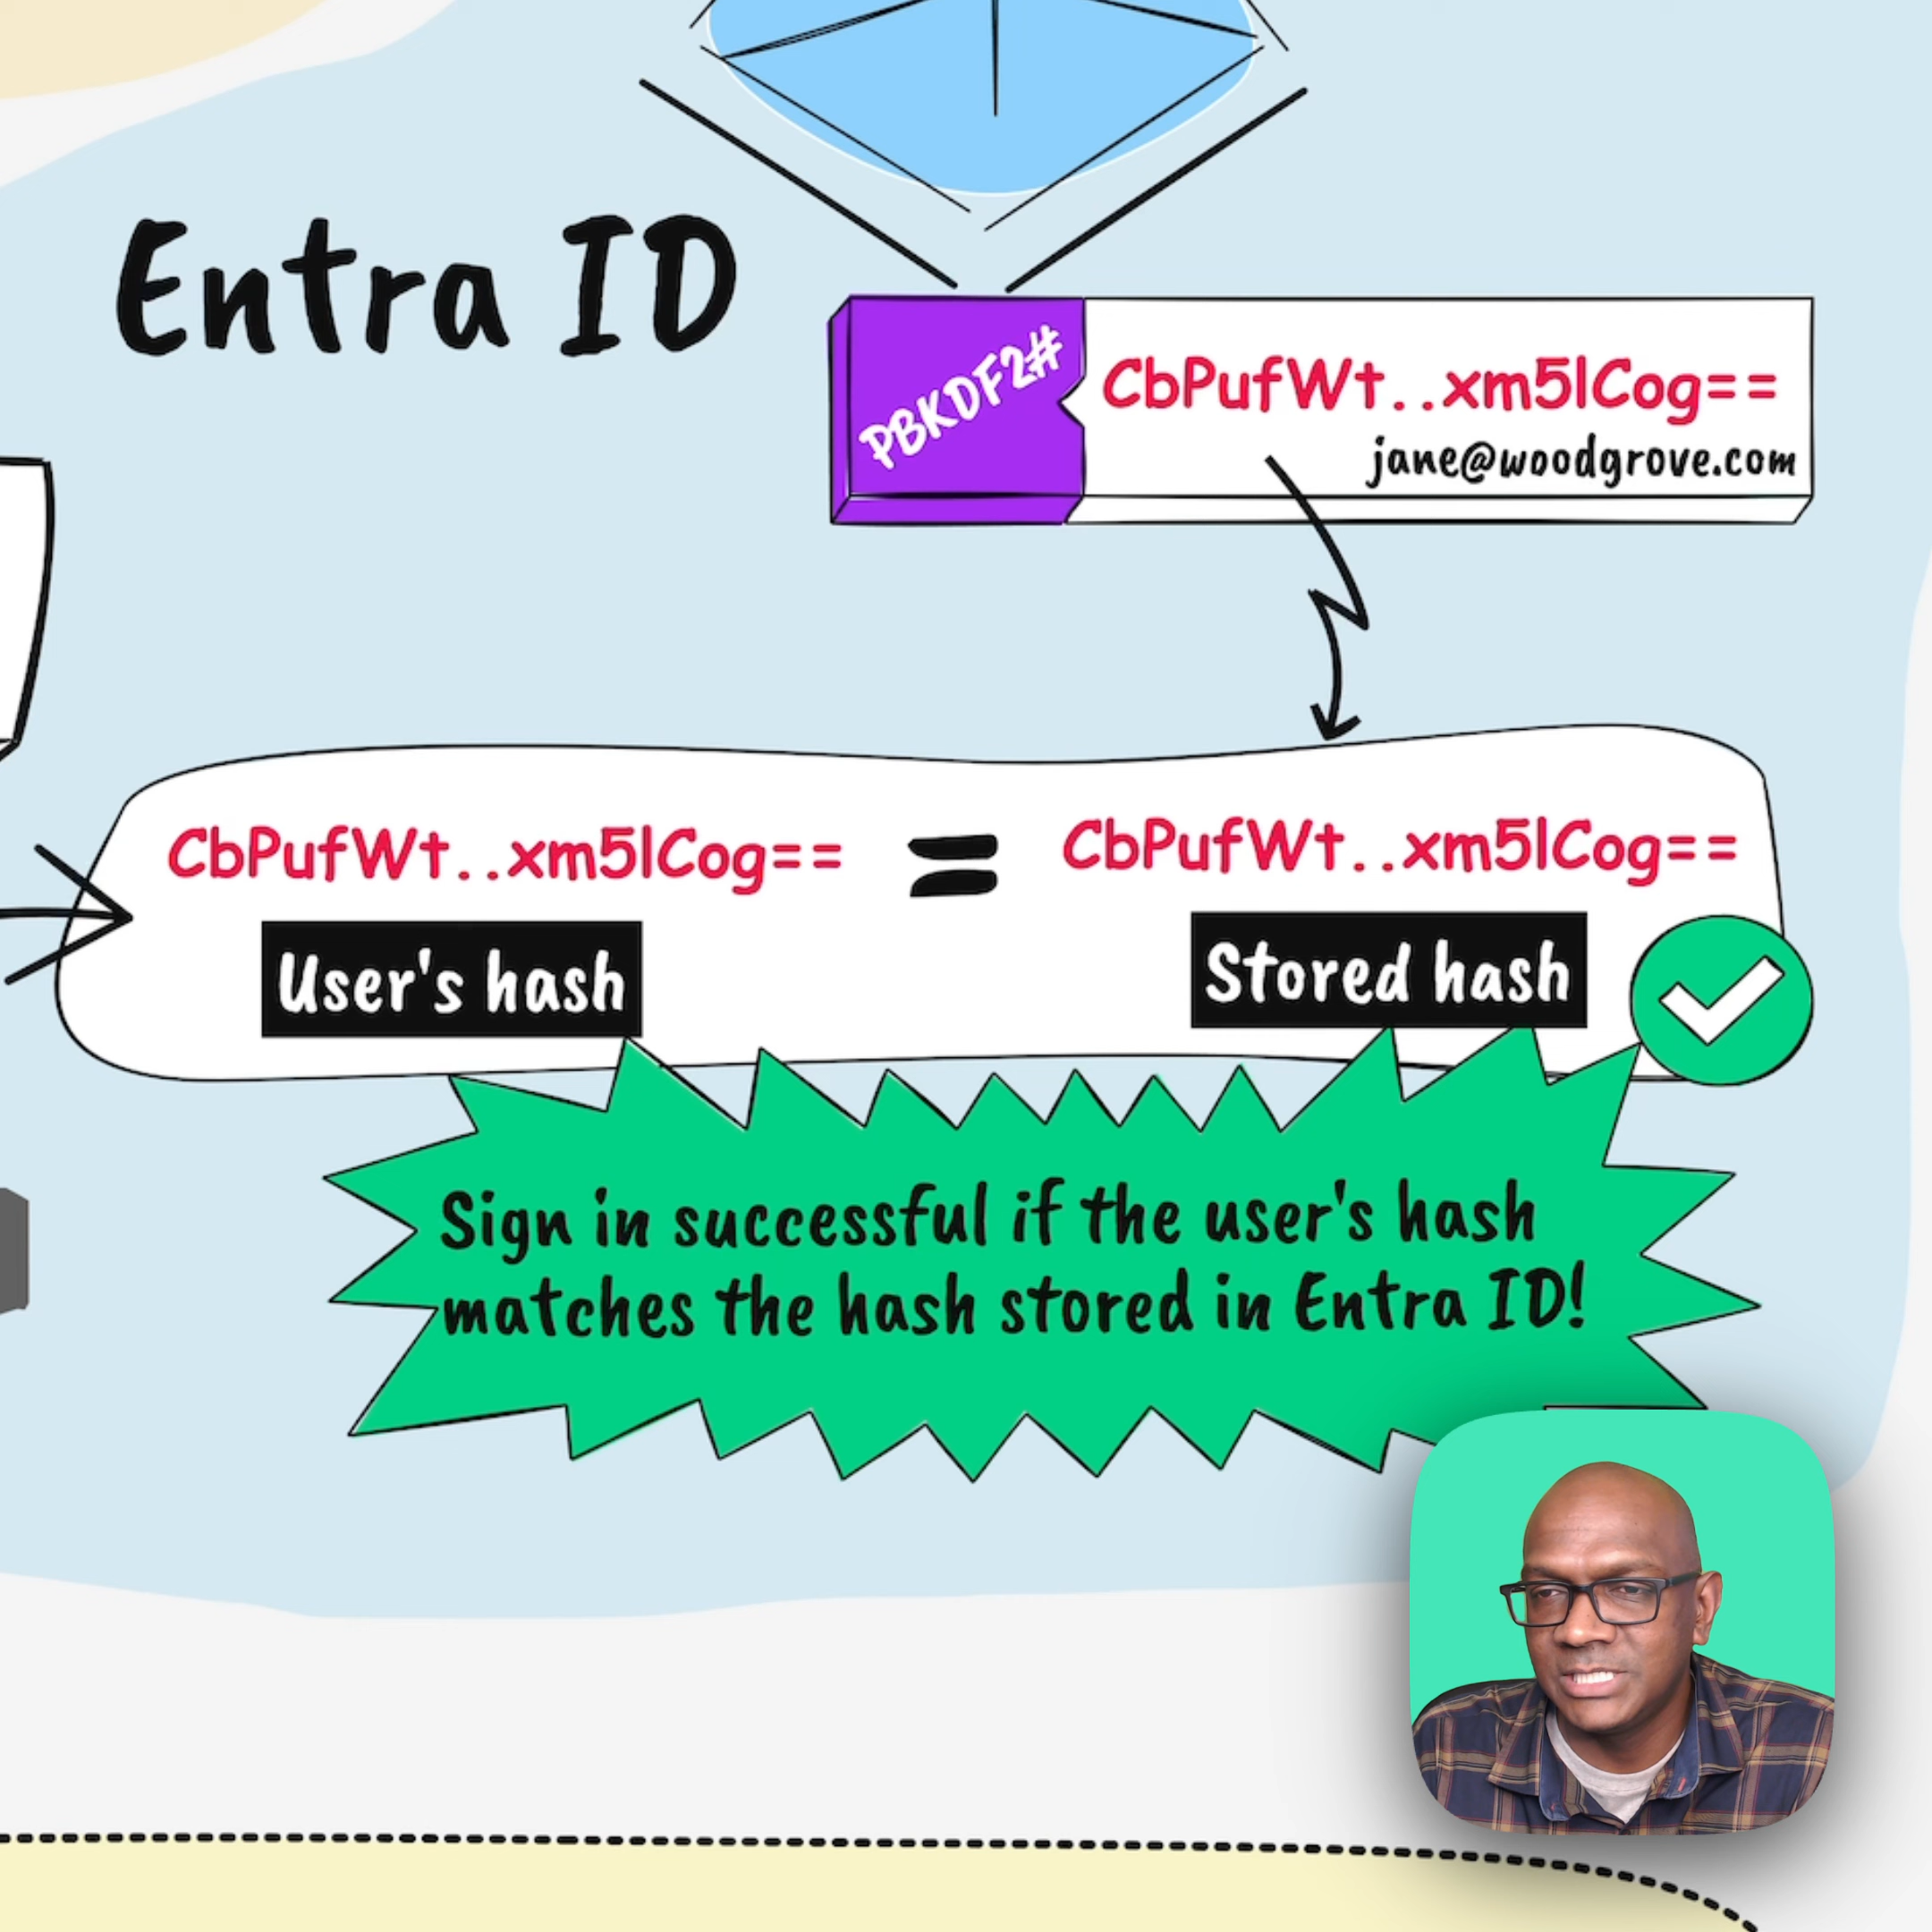 Entra ID
PBKDF2#
CbPufWt..xm5lCog==
jane@woodgrove.com
CbPufWt..xm5lCog== = CbPufWt..xm5lCog==
User's hash
Stored hash
Sign in successful if the user's hash
matches the hash stored in Entra ID!